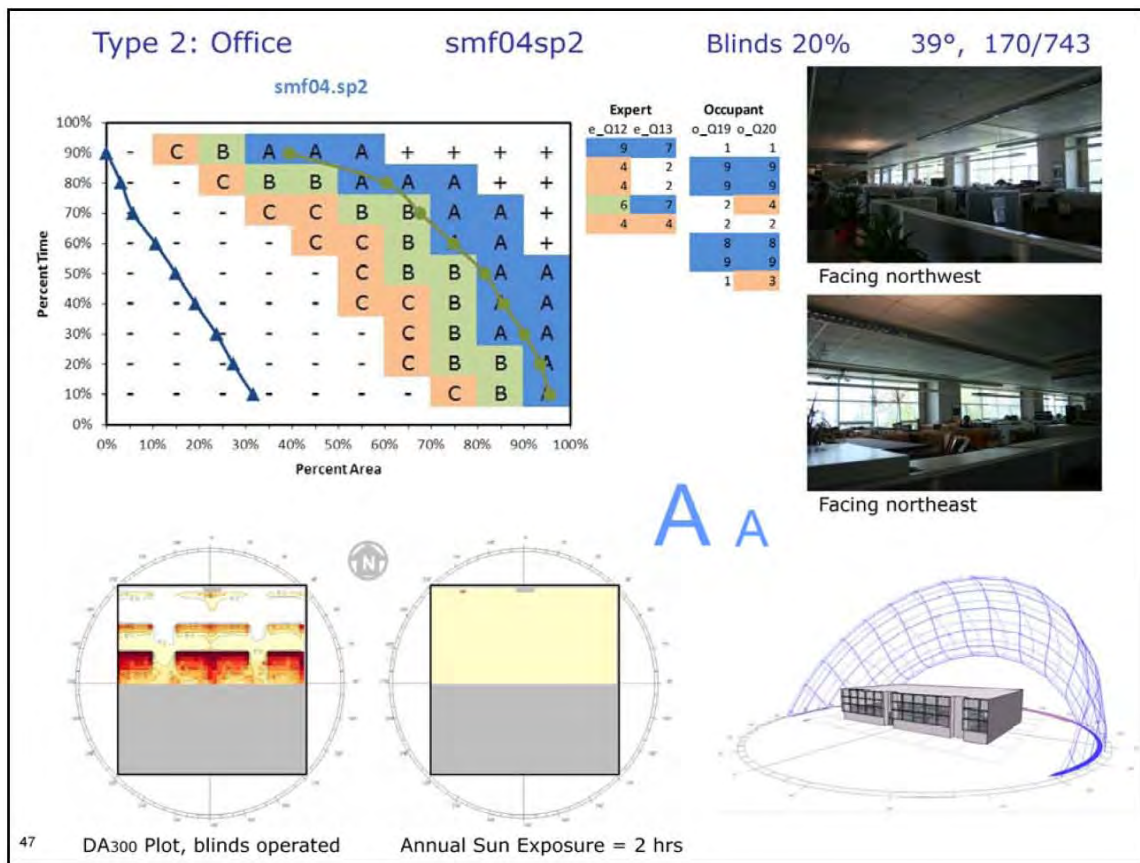 Type 2: Office smf04sp2 Blinds 20% 39°, 170/743
smf04.sp2
Percent Time
100%
90% - C B A A A + + + +
80% - - C B B A A A + +
70% - - - C C B B A A +
60% - - - - C C B A A +
50% - - - - - C B B A A
40% - - - - - C C B A A
30% - - - - - - C B A A
20% - - - - - - C B B A
10% - - - - - - - C B A
0%
0% 10% 20% 30% 40% 50% 60% 70% 80% 90% 100%
Percent Area
Expert Occupant
e_Q12 e_Q13 o_Q19 o_Q20
9 7 1 1
4 2 9 9
4 2 9 9
6 7 2 4
4 4 2 2
8 8
9 9
1 3
Facing northwest
Facing northeast
A A
N
DA300 Plot, blinds operated
Annual Sun Exposure = 2 hrs
47